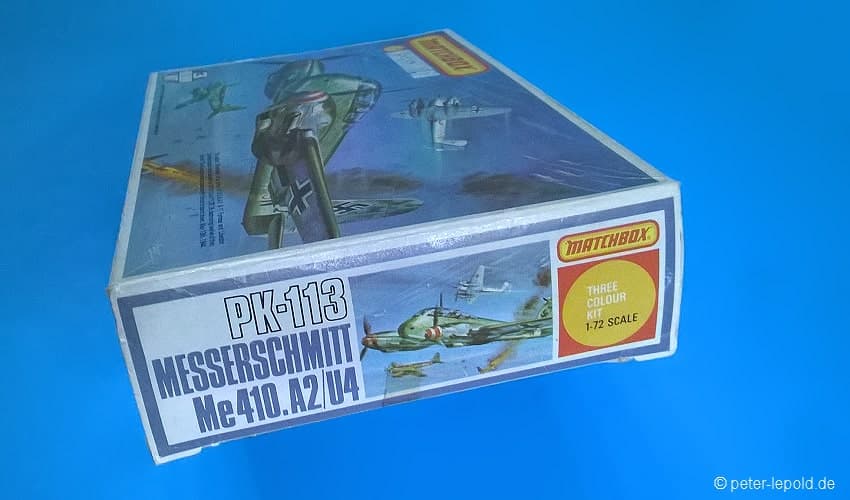 MATCHBOX
PK-113
MESSERSCHMITT
Me410.A2/U4
MATCHBOX
THREE
COLOUR
KIT
1-72 SCALE
© peter-lepold.de